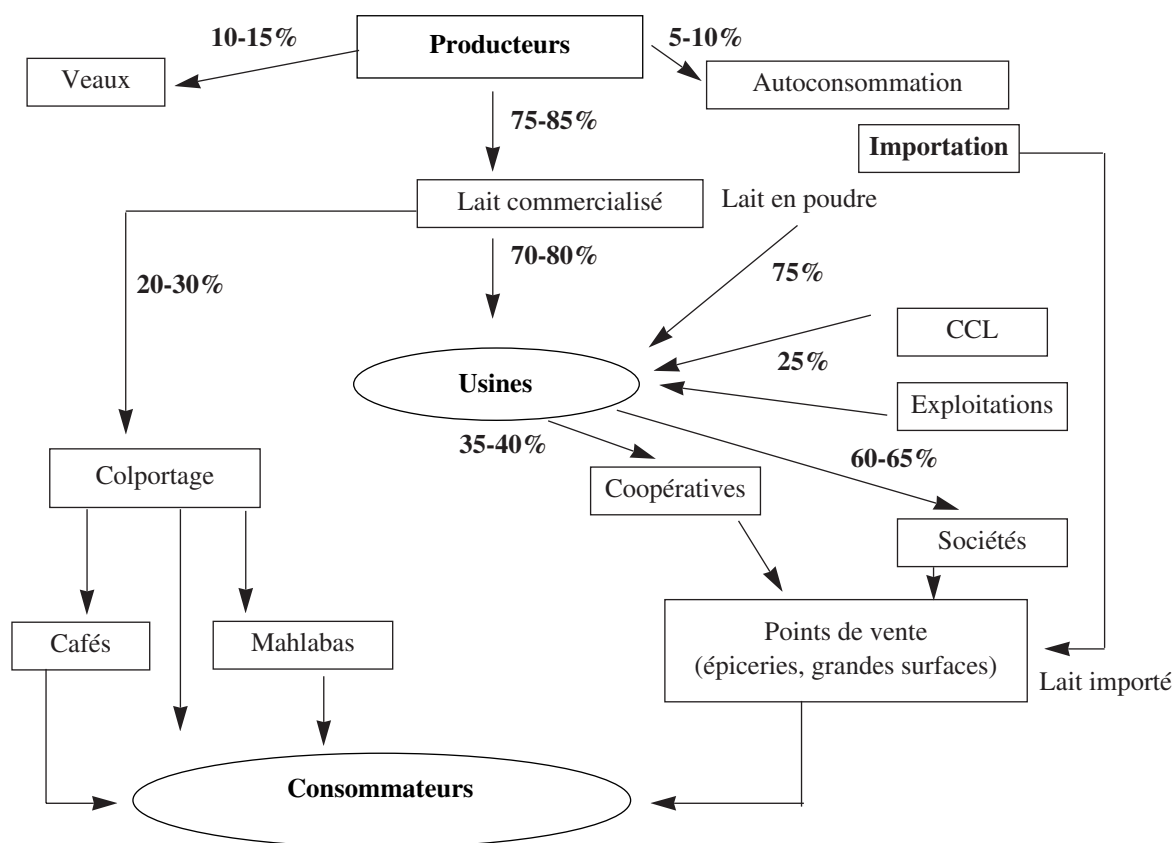 10-15%
Producteurs
5-10%
Veaux
Autoconsommation
75-85%
Importation
Lait commercialisé
Lait en poudre
70-80%
75%
20-30%
CCL
25%
Usines
Exploitations
35-40%
60-65%
Colportage
Coopératives
Sociétés
Cafés
Mahlabas
Points de vente
(épiceries, grandes surfaces)
Lait importé
Consommateurs